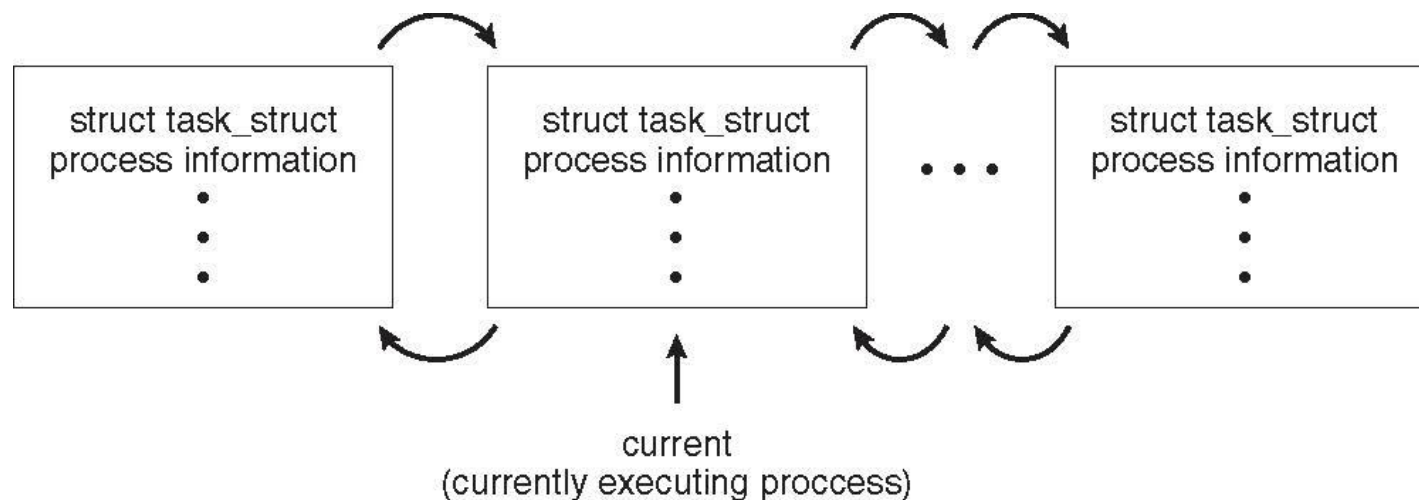 struct task_struct
process information
struct task_struct
process information
struct task_struct
process information
current
(currently executing proccess)